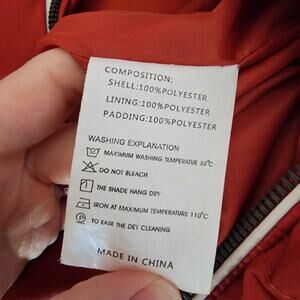 COMPOSITION:
SHELL:100%POLYESTER
LINING:100%POLYESTER
PADDING:100%POLYESTER
WASHING EXPLANATION
MAXIMUM WASHING TEMPERATUE 30°C
DO NOT BLEACH
THE SHADE HANG DRY
IRON AT MAXIMUM TEMPERATURE 110°C
P TO EASE THE DEY CLEANING
MADE IN CHINA